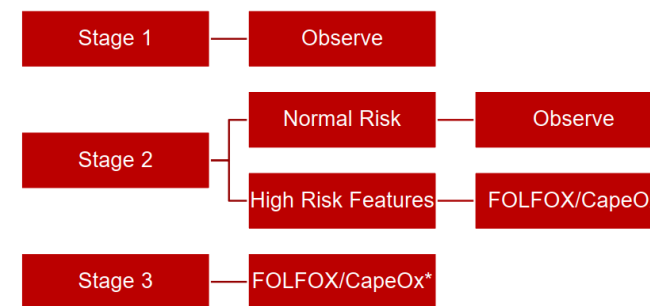 Stage 1
Observe
Normal Risk
Observe
Stage 2
High Risk Features
FOLFOX/CapeO
Stage 3
FOLFOX/CapeOx*